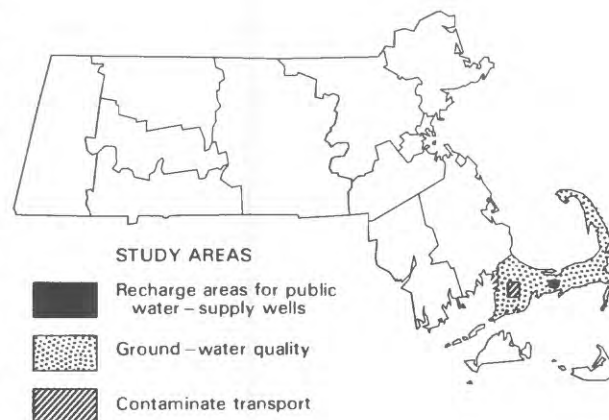 STUDY AREAS
Recharge areas for public
water-supply wells
Ground-water quality
Contaminate transport